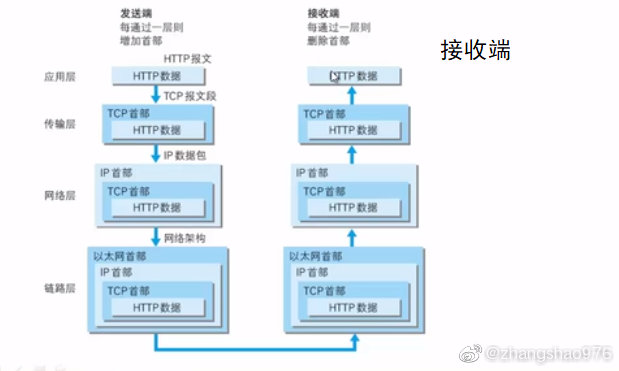 发送端
每通过一层则
增加首部
接收端
每通过一层则
删除首部
接收端
HTTP 报文
应用层
HTTP 数据
HTTP 数据
TCP 报文段
传输层
TCP 首部
HTTP 数据
TCP 首部
HTTP 数据
IP 数据包
网络层
IP 首部
TCP 首部
HTTP 数据
IP 首部
TCP 首部
HTTP 数据
网络架构
链路层
以太网首部
IP 首部
TCP 首部
HTTP 数据
以太网首部
IP 首部
TCP 首部
HTTP 数据
@zhangshao976